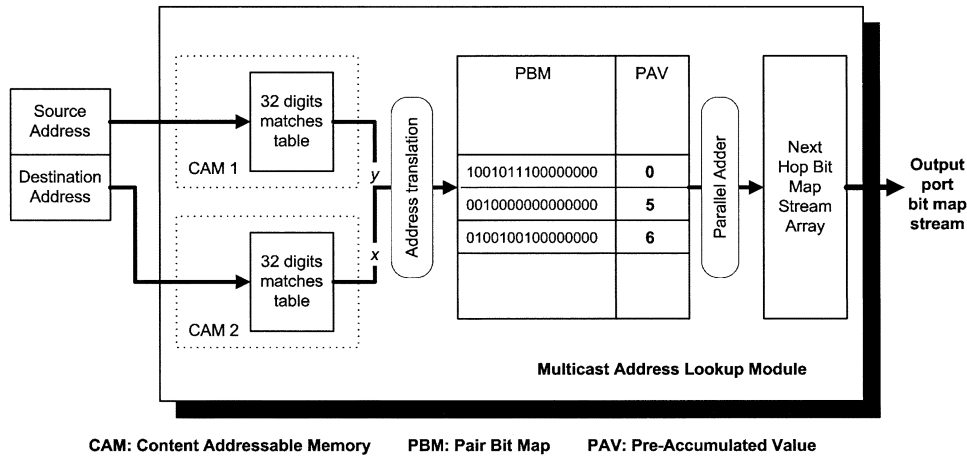 Source
Address
Destination
Address
32 digits
matches
table
CAM 1
y
32 digits
matches
table
CAM 2
x
Address translation
PBM PAV
1001011100000000 0
0010000000000000 5
0100100100000000 6
Parallel Adder
Next
Hop Bit
Map
Stream
Array
Output
port
bit map
stream
Multicast Address Lookup Module
CAM: Content Addressable Memory PBM: Pair Bit Map PAV: Pre-Accumulated Value